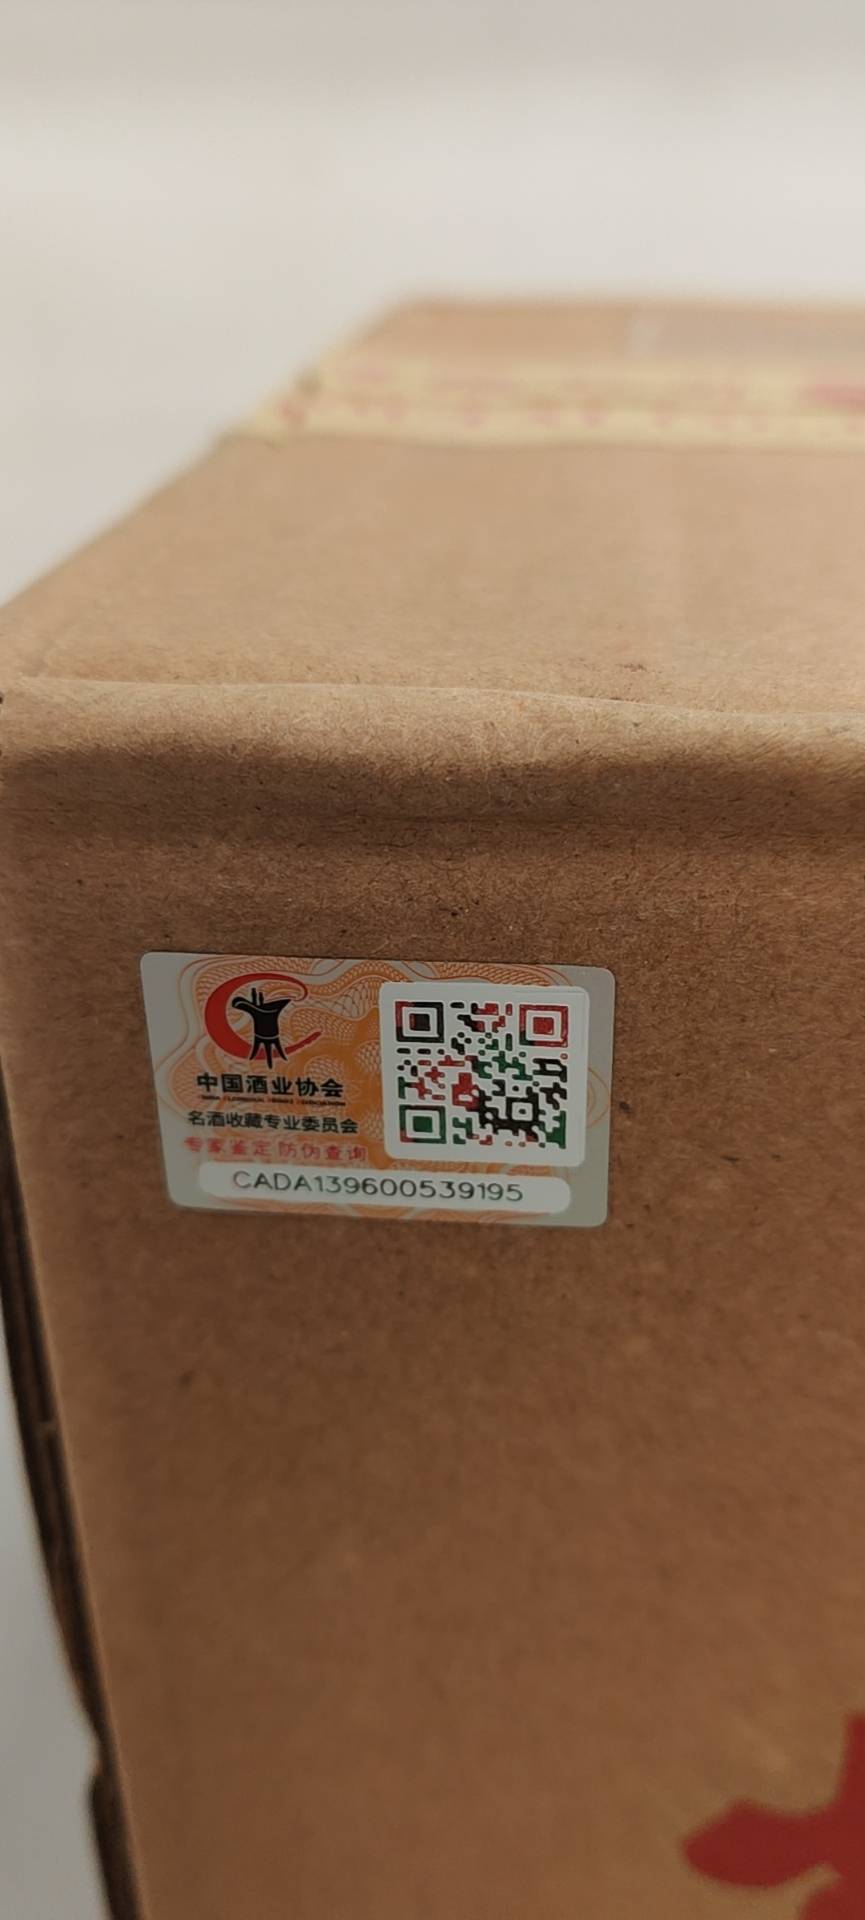 中国酒业协会
名酒收藏专业委员会
专家鉴定 防伪查询
CADA139600539195